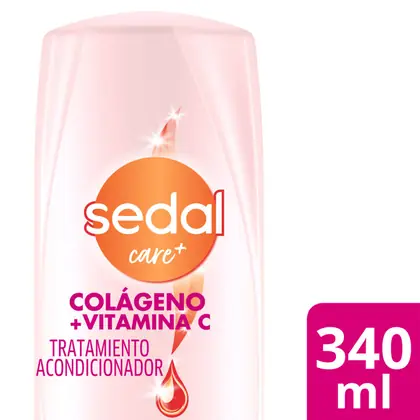 sedal
care+
COLÁGENO
+VITAMINA C
TRATAMIENTO
ACONDICIONADOR
340
ml